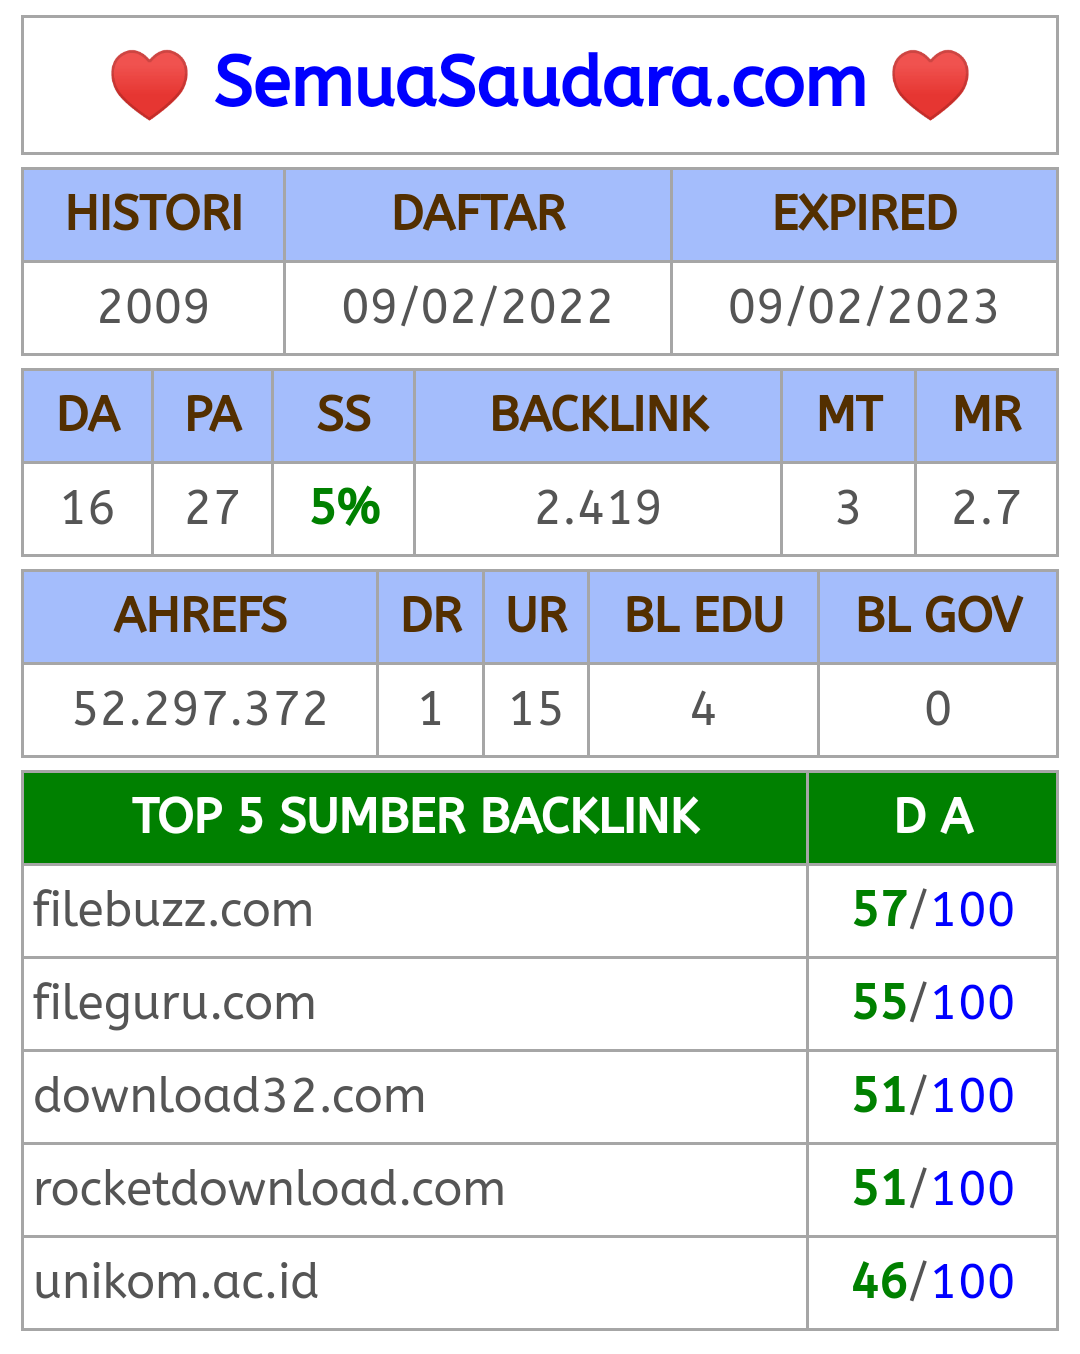 SemuaSaudara.com
HISTORI DAFTAR EXPIRED
2009 09/02/2022 09/02/2023
DA PA SS BACKLINK MT MR
16 27 5% 2.419 3 2.7
AHREFS DR UR BL EDU BL GOV
52.297.372 1 15 4 0
TOP 5 SUMBER BACKLINK D A
filebuzz.com 57/100
fileguru.com 55/100
download32.com 51/100
rocketdownload.com 51/100
unikom.ac.id 46/100